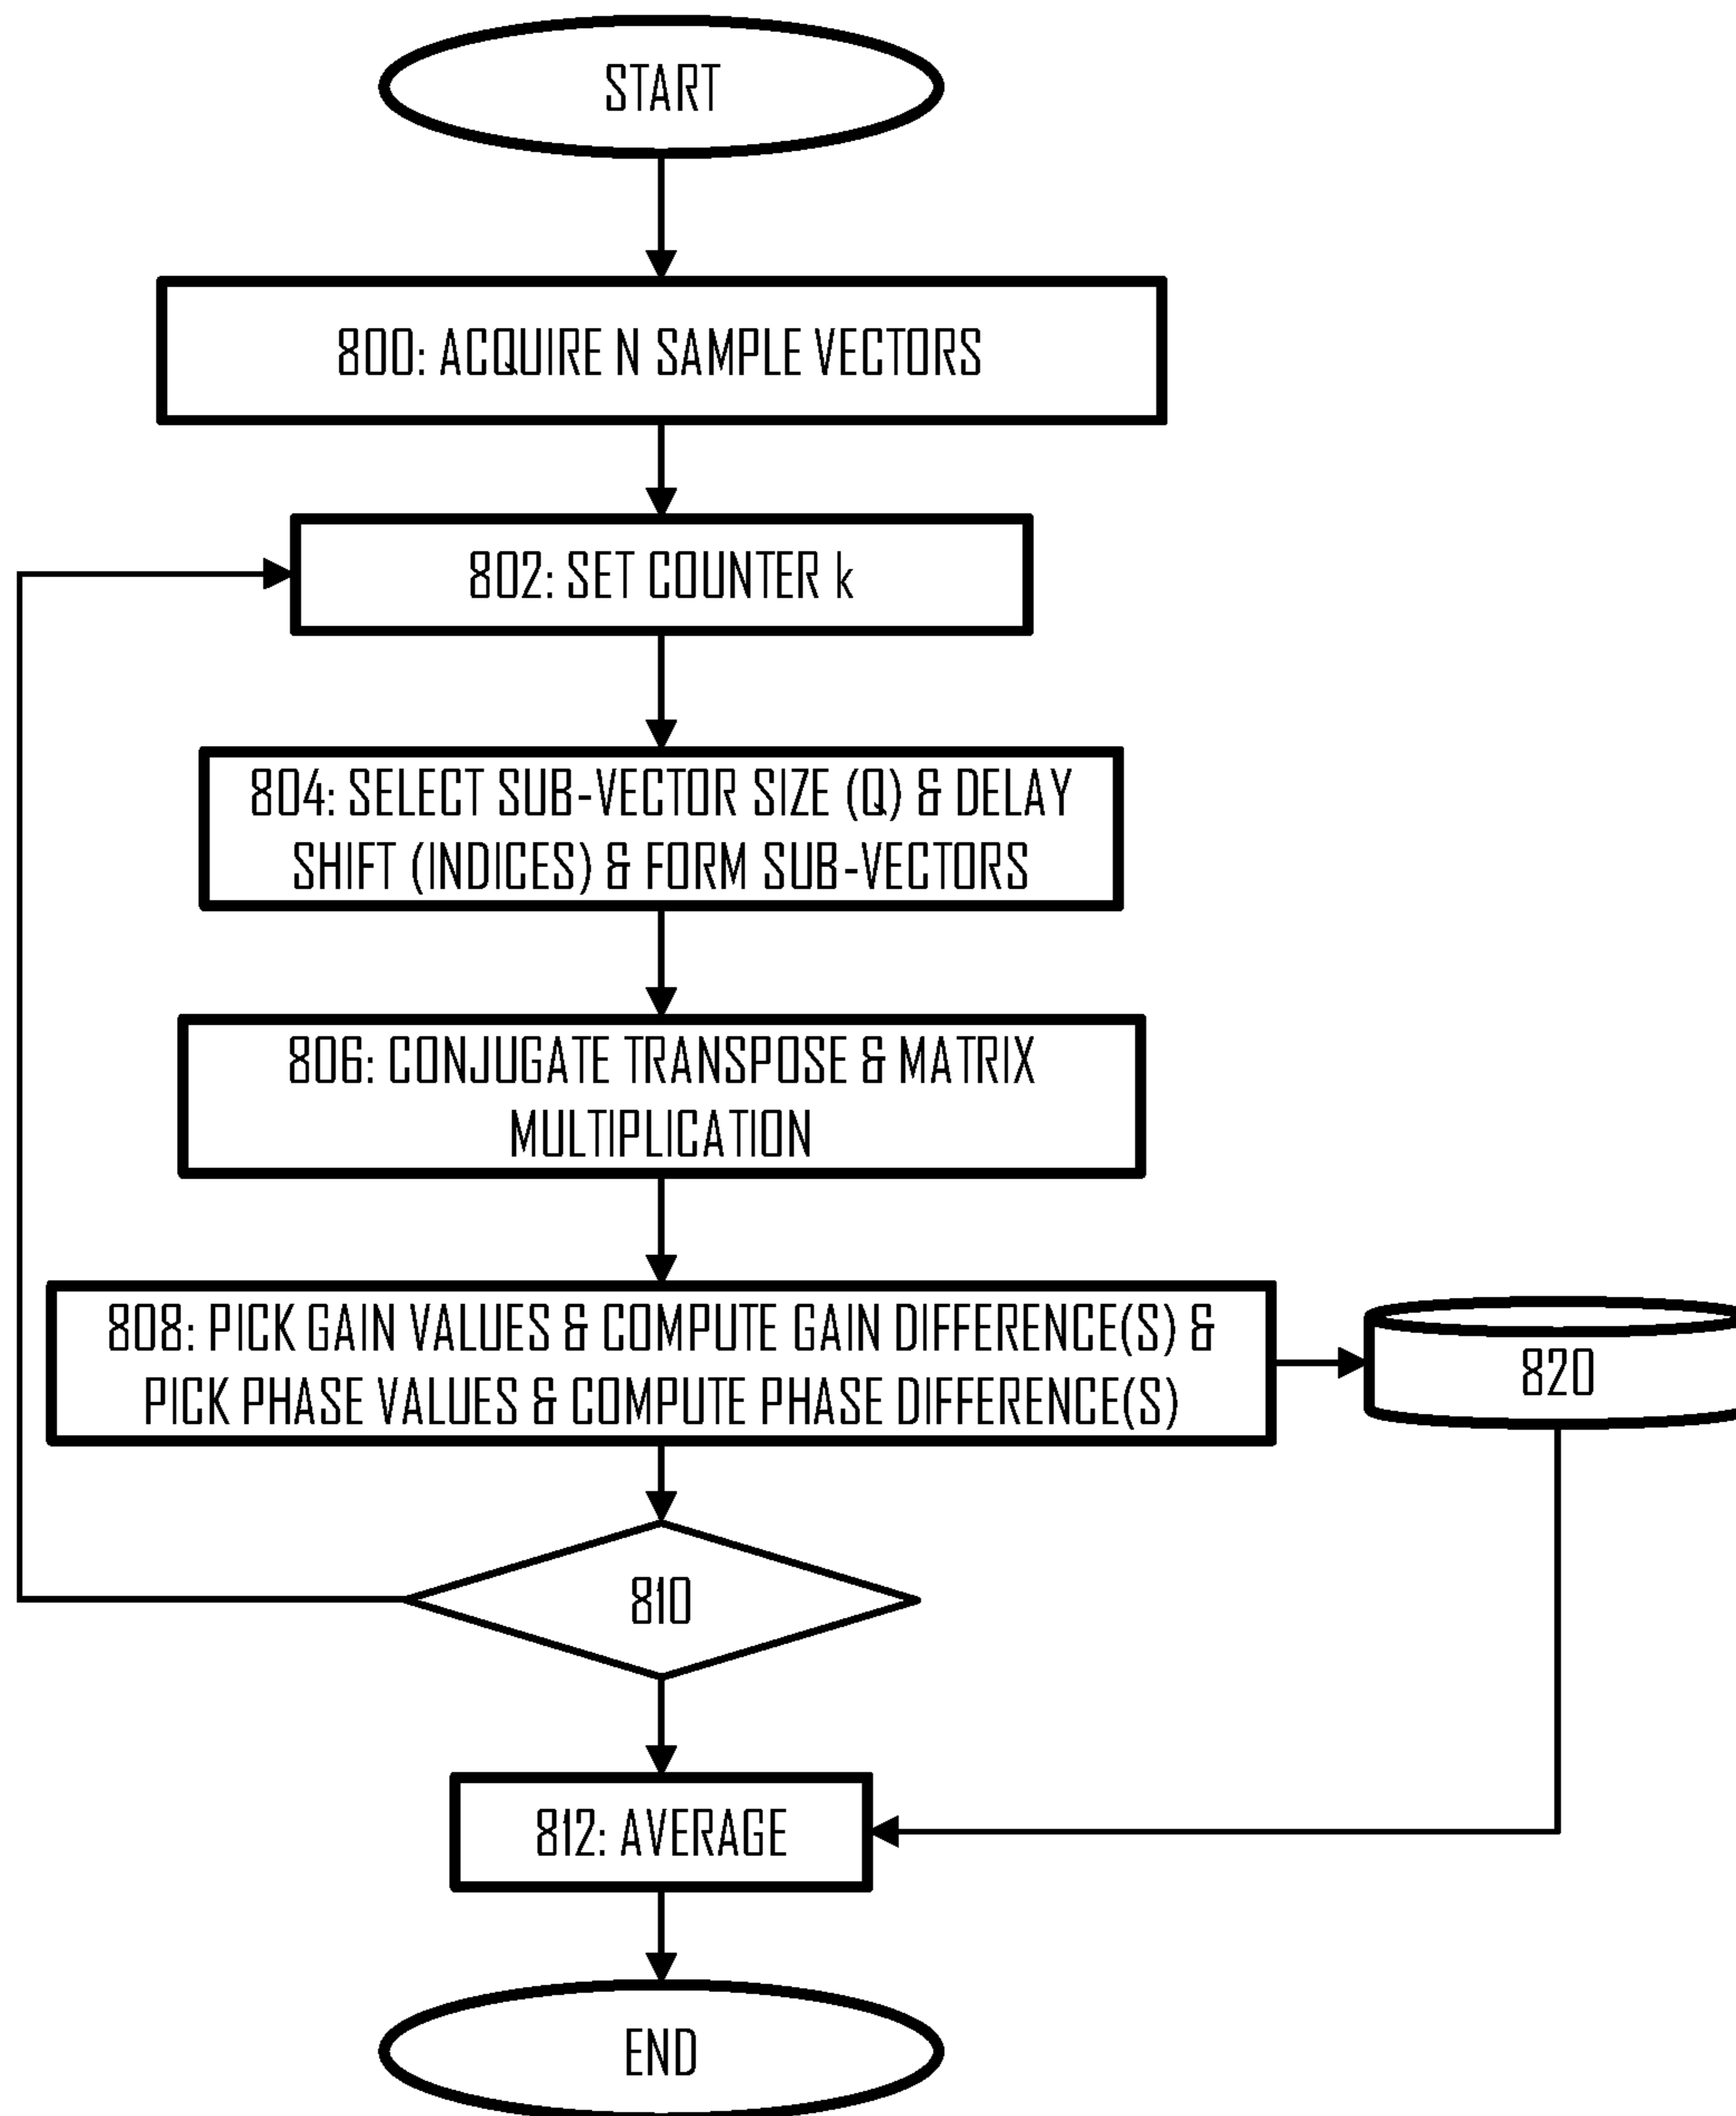 START
800: ACQUIRE N SAMPLE VECTORS
802: SET COUNTER k
804: SELECT SUB-VECTOR SIZE (Q) & DELAY
SHIFT (INDICES) & FORM SUB-VECTORS
806: CONJUGATE TRANSPOSE & MATRIX
MULTIPLICATION
808: PICK GAIN VALUES & COMPUTE GAIN DIFFERENCE(S) &
PICK PHASE VALUES & COMPUTE PHASE DIFFERENCE(S)
820
810
812: AVERAGE
END